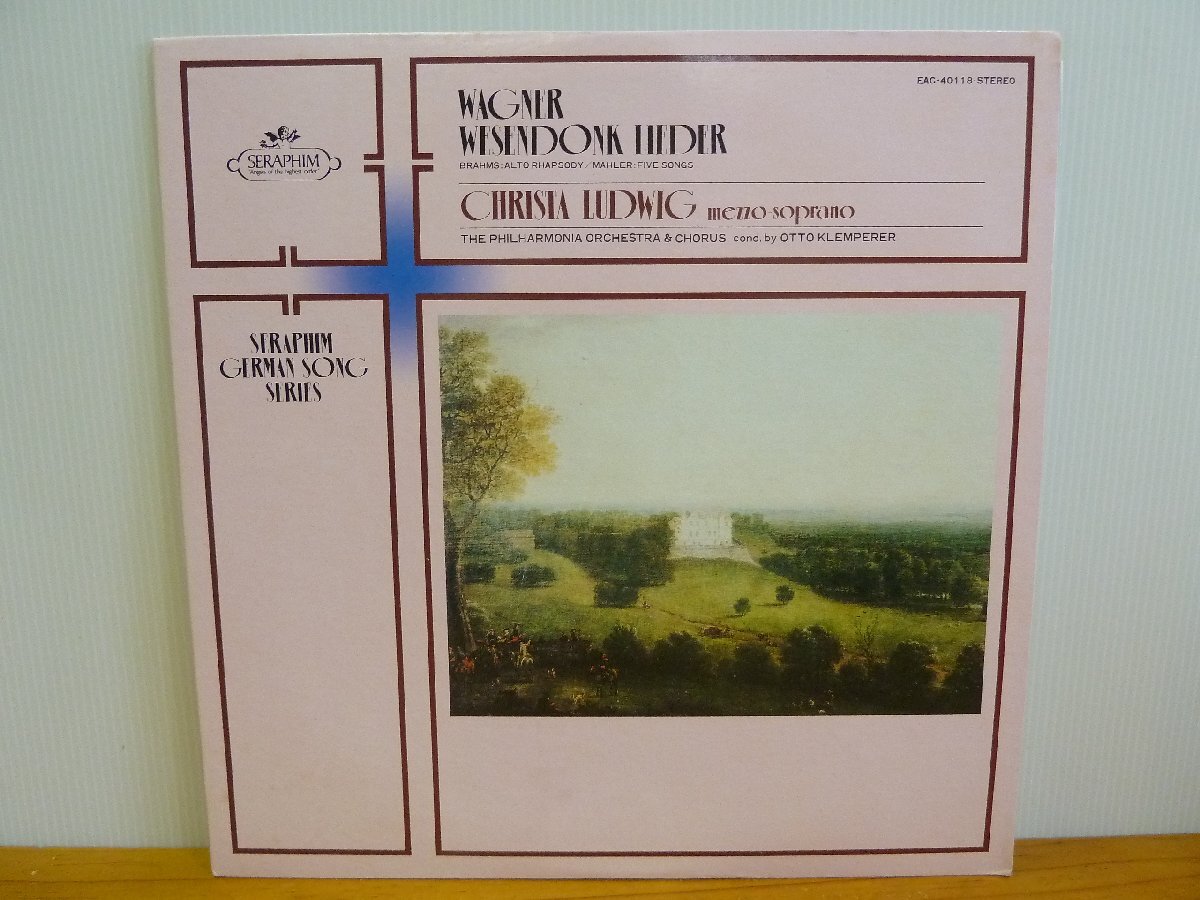 EAC-40118 STEREO
WAGNER
WESENDONK LIEDER
BRAHMS:ALTO RHAPSODY/MAHLER:FIVE SONGS
CHRISTA LUDWIG mezzo-soprano
THE PHILHARMONIA ORCHESTRA & CHORUS cond. by OTTO KLEMPERER
SERAPHIM
"Angels of the highest order"
SERAPHIM
GERMAN SONG
SERIES